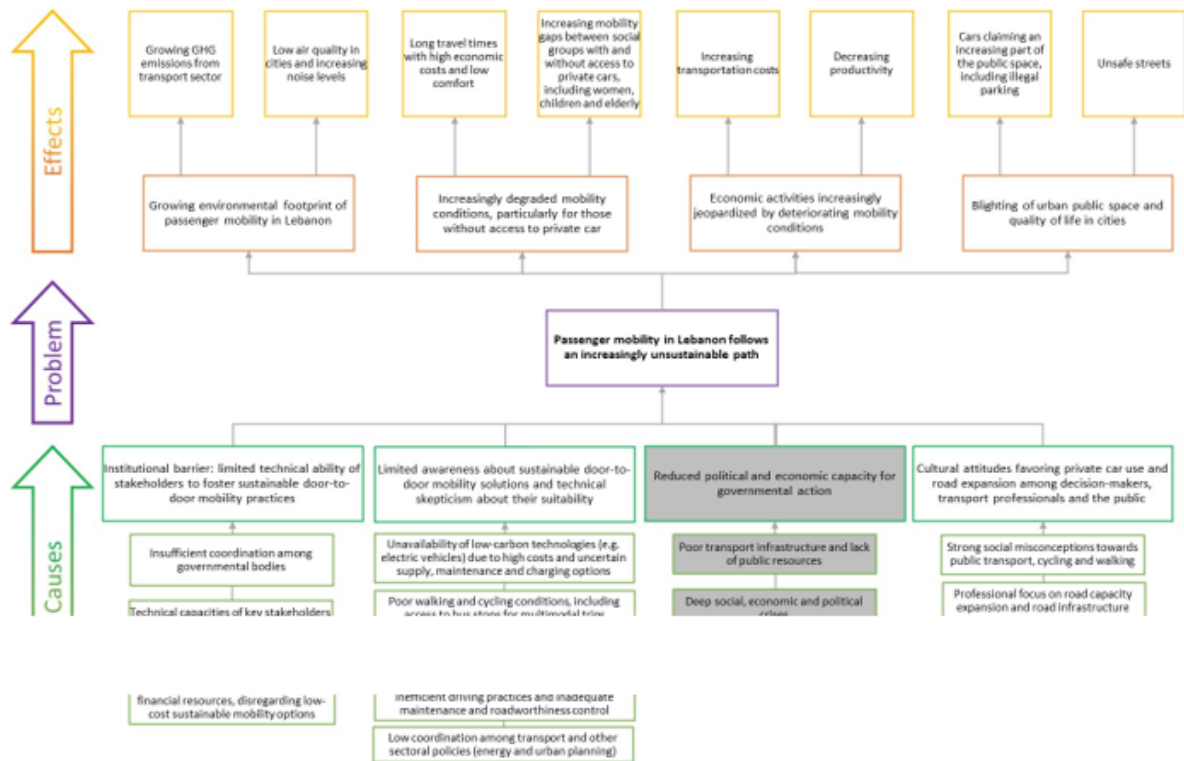 Effects
Growing GHG
emissions from
transport sector
Low air quality in
cities and increasing
noise levels
Long travel times
with high economic
costs and low
comfort
Increasing mobility
gaps between social
groups with and
without access to
private cars,
including women,
children and elderly
Increasing
transportation costs
Decreasing
productivity
Cars claiming an
increasing part of
the public space,
including illegal
parking
Unsafe streets
Growing environmental footprint of
passenger mobility in Lebanon
Increasingly degraded mobility
conditions, particularly for those
without access to private car
Economic activities increasingly
jeopardized by deteriorating mobility
conditions
Blighting of urban public space and
quality of life in cities
Problem
Passenger mobility in Lebanon follows
an increasingly unsustainable path
Causes
Institutional barrier: limited technical ability of
stakeholders to foster sustainable door-to-
door mobility practices
Limited awareness about sustainable door-to-
door mobility solutions and technical
skepticism about their suitability
Reduced political and economic capacity for
governmental action
Cultural attitudes favoring private car use and
road expansion among decision-makers,
transport professionals and the public
Insufficient coordination among
governmental bodies
Unavailability of low-carbon technologies (e.g.
electric vehicles) due to high costs and uncertain
supply, maintenance and charging options
Poor transport infrastructure and lack
of public resources
Strong social misconceptions towards
public transport, cycling and walking
Technical capacities of key stakeholders
Poor walking and cycling conditions, including
access to bus stops for multimodal trips
Deep social, economic and political
crises
Professional focus on road capacity
expansion and road infrastructure
financial resources, disregarding low-
cost sustainable mobility options
Inefficient driving practices and inadequate
maintenance and roadworthiness control
Low coordination among transport and other
sectoral policies (energy and urban planning)